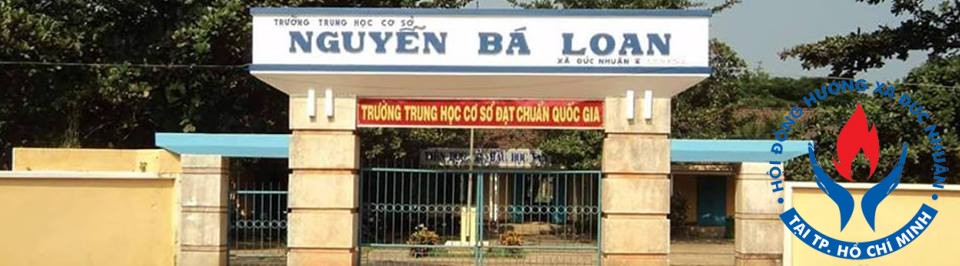 TRƯỜNG TRUNG HỌC CƠ SỞ
NGUYỄN BÁ LOAN
XÃ ĐỨC NHUẬN
TRƯỜNG TRUNG HỌC CƠ SỞ ĐẠT CHUẨN QUỐC GIA
HỘI ĐỒNG HƯƠNG XÃ ĐỨC NHUẬN
TẠI TP. HỒ CHÍ MINH